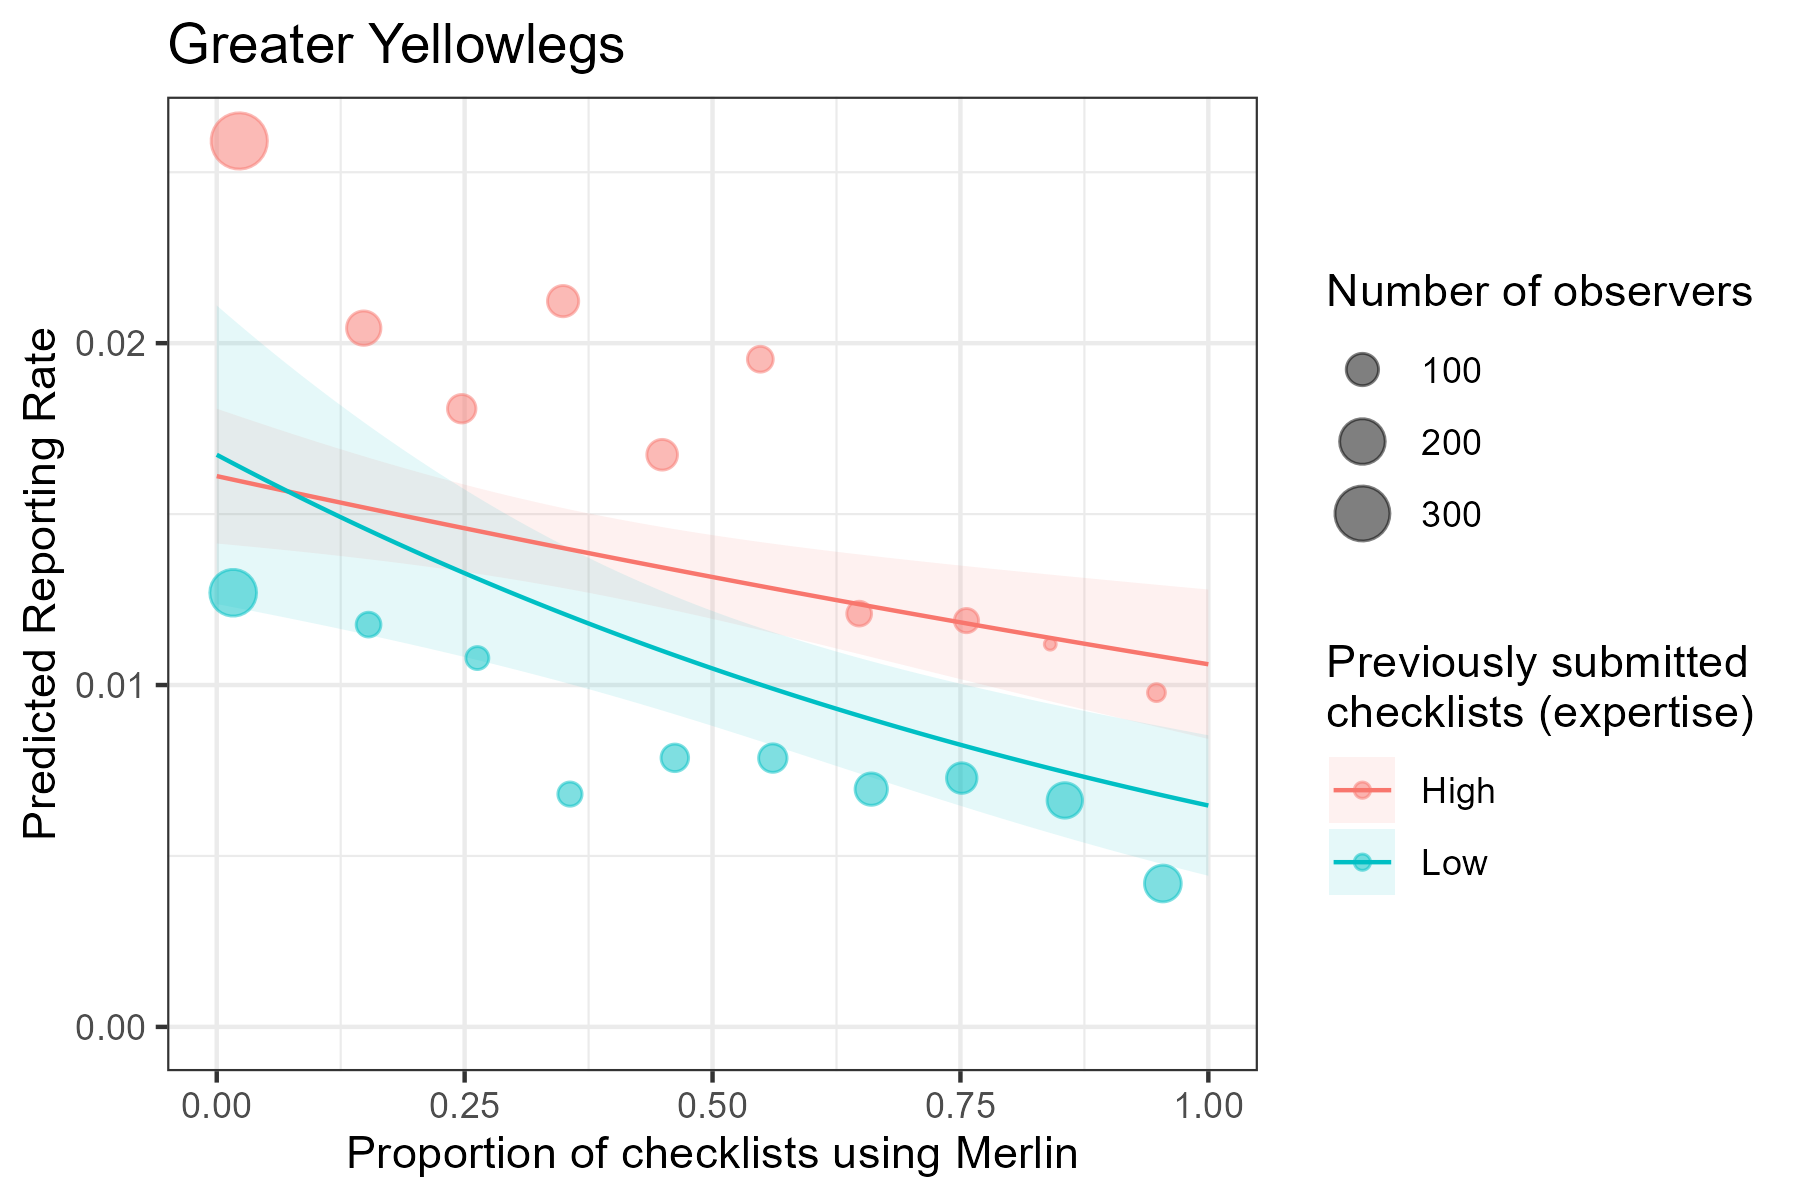 Greater Yellowlegs
Predicted Reporting Rate
0.02
0.01
0.00
0.00 0.25 0.50 0.75 1.00
Proportion of checklists using Merlin
Number of observers
100
200
300
Previously submitted
checklists (expertise)
High
Low